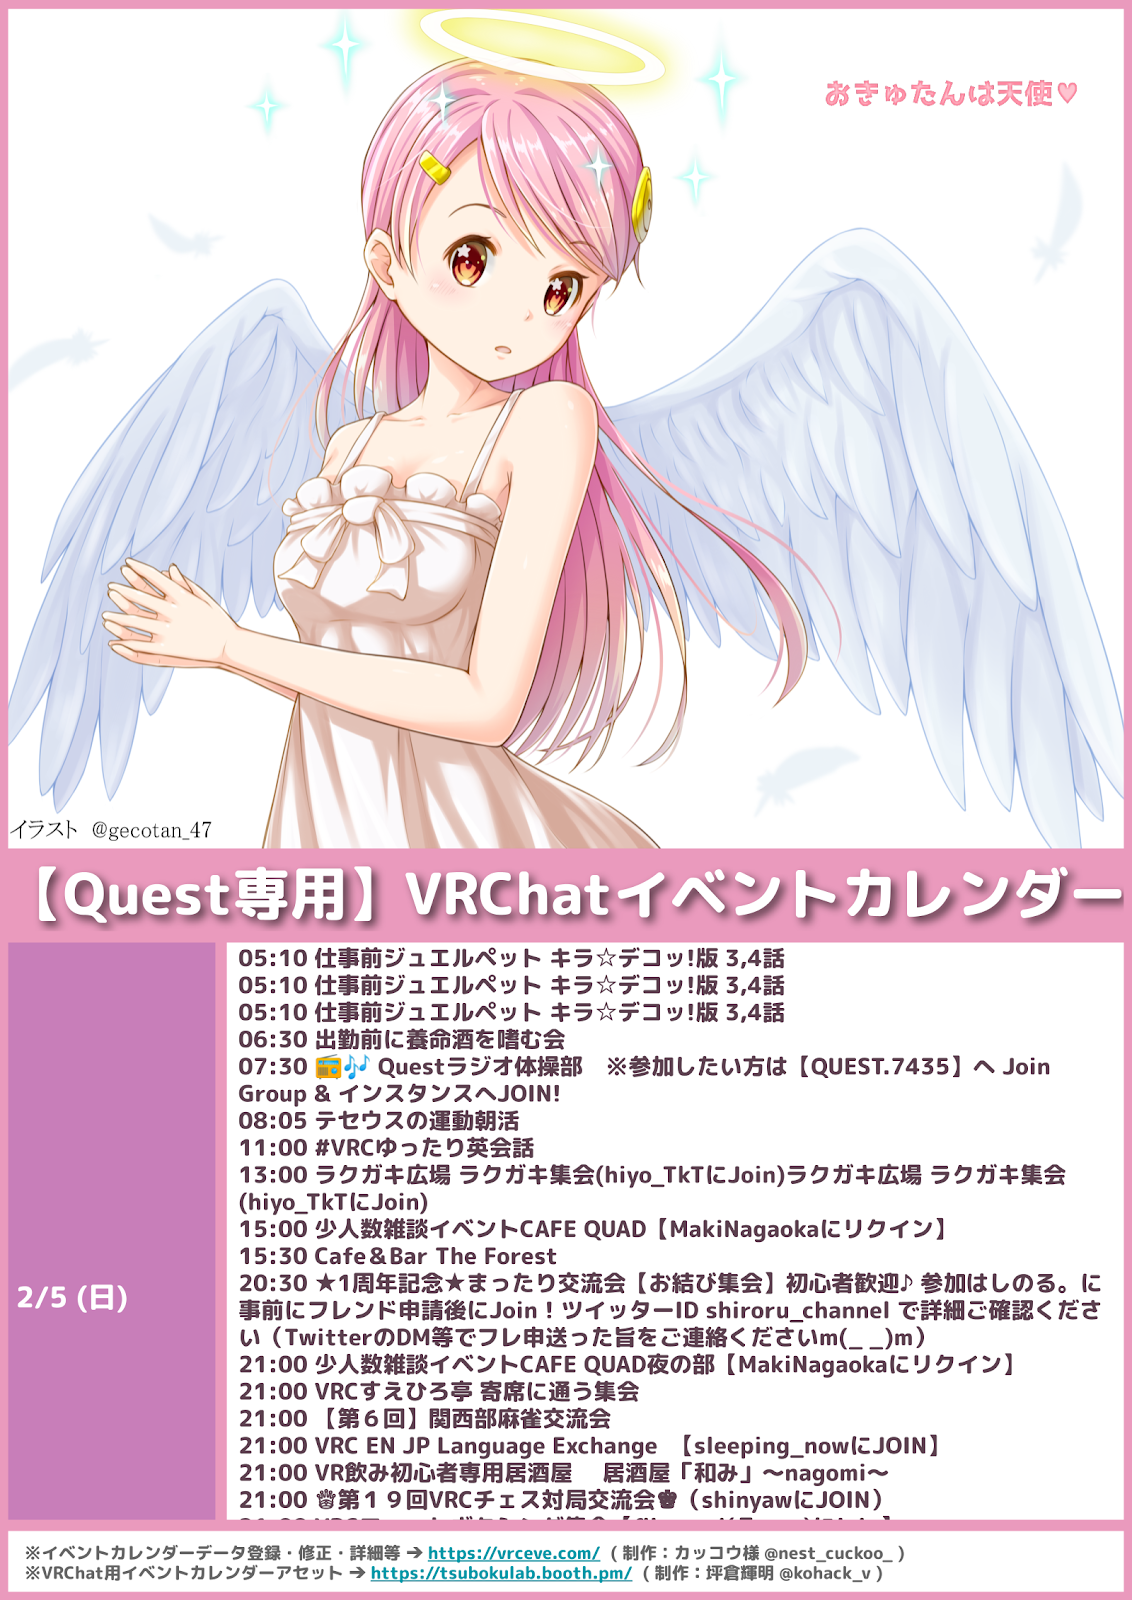 おきゅたんは天使♥
イラスト @gecotan_47
【Quest専用】VRChatイベントカレンダー
2/5 (日)
05:10 仕事前ジュエルペット キラ☆デコッ!版 3,4話
05:10 仕事前ジュエルペット キラ☆デコッ!版 3,4話
05:10 仕事前ジュエルペット キラ☆デコッ!版 3,4話
06:30 出勤前に養命酒を嗜む会
07:30 📻🎶 Questラジオ体操部　※参加したい方は【QUEST.7435】へ Join
Group & インスタンスへJOIN!
08:05 テセウスの運動朝活
11:00 #VRCゆったり英会話
13:00 ラクガキ広場 ラクガキ集会(hiyo_TkTにJoin)ラクガキ広場 ラクガキ集会
(hiyo_TkTにJoin)
15:00 少人数雑談イベントCAFE QUAD【MakiNagaokaにリクイン】
15:30 Cafe＆Bar The Forest
20:30 ★1周年記念★まったり交流会【お結び集会】初心者歓迎♪ 参加はしのる。に
事前にフレンド申請後にJoin！ツイッターID shiroru_channel で詳細ご確認くださ
い（TwitterのDM等でフレ申送った旨をご連絡くださいm(_ _)m）
21:00 少人数雑談イベントCAFE QUAD夜の部【MakiNagaokaにリクイン】
21:00 VRCすえひろ亭 寄席に通う集会
21:00 【第６回】関西部麻雀交流会
21:00 VRC EN JP Language Exchange 【sleeping_nowにJOIN】
21:00 VR飲み初心者専用居酒屋　 居酒屋「和み」～nagomi～
21:00 ♕第１９回VRCチェス対局交流会♚（shinyawにJOIN）
※イベントカレンダーデータ登録・修正・詳細等 ➔ https://vrceve.com/ ( 制作：カッコウ様 @nest_cuckoo_ )
※VRChat用イベントカレンダーアセット ➔ https://tsubokulab.booth.pm/ ( 制作：坪倉輝明 @kohack_v )